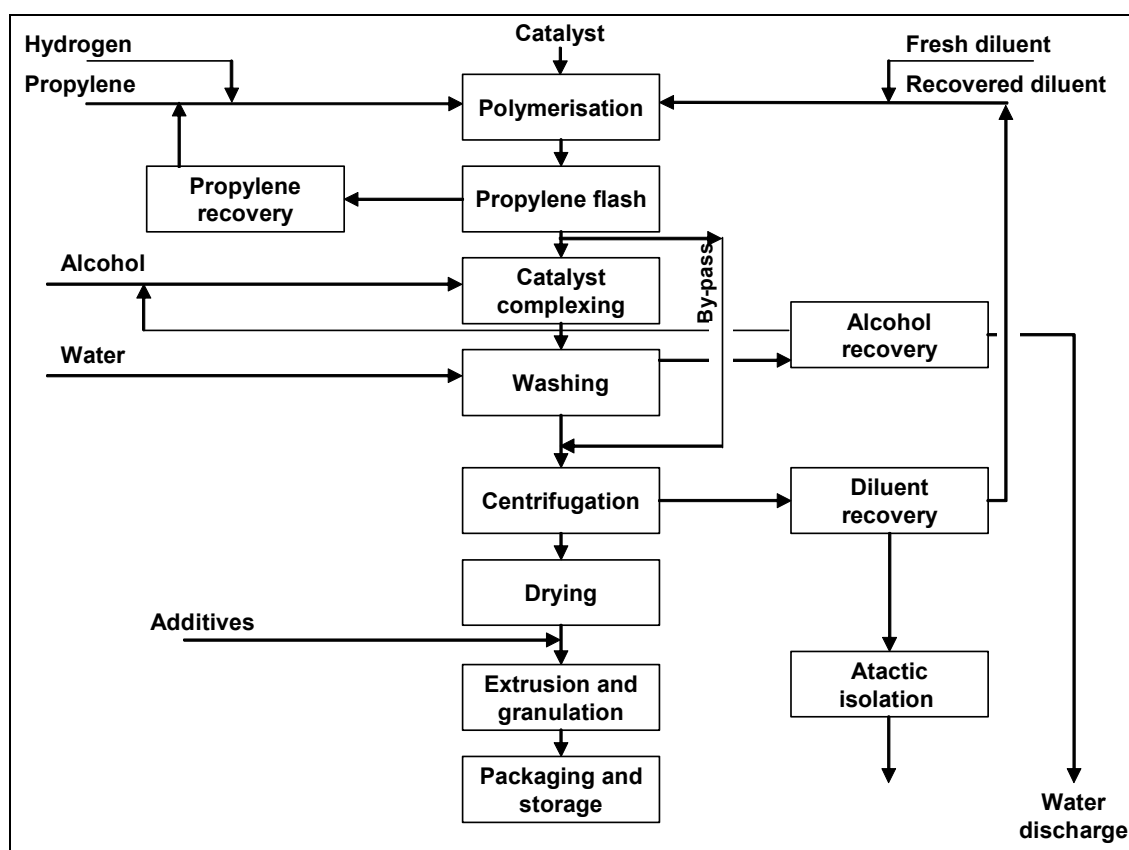 Catalyst
Hydrogen
Fresh diluent
Propylene
Recovered diluent
Polymerisation
Propylene
recovery
Propylene flash
Alcohol
Catalyst
complexing
By-pass
Alcohol
recovery
Water
Washing
Centrifugation
Diluent
recovery
Drying
Additives
Extrusion and
granulation
Atactic
isolation
Packaging and
storage
Water
discharge